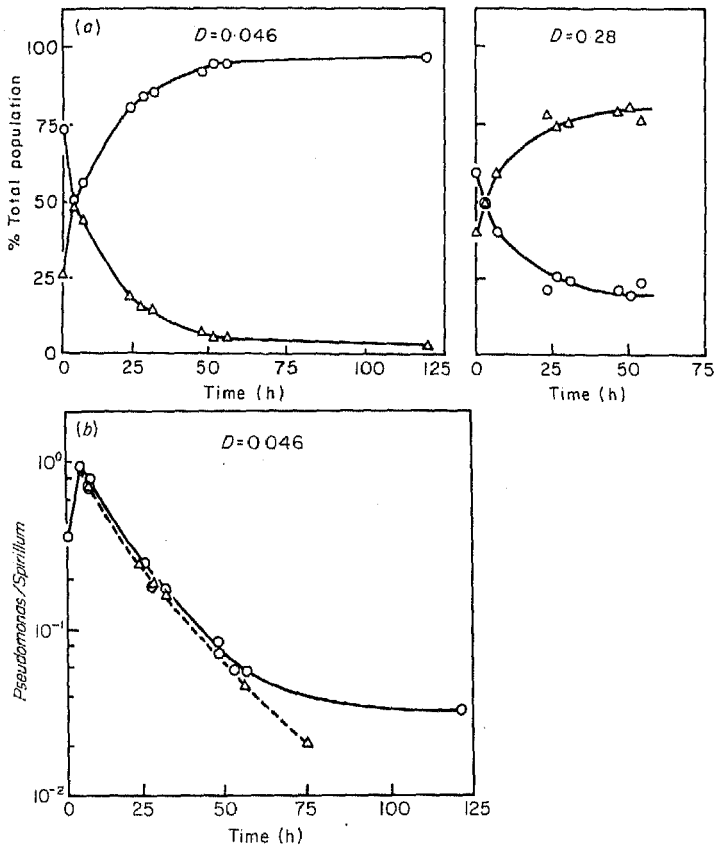 (a)
D=0·046
D=0·28
100
75
50
25
0
% Total population
0 25 50 75 100 125
Time (h)
0 25 50 75
Time (h)
(b)
D=0·046
10⁰
10⁻¹
10⁻²
Pseudomonas/Spirillum
0 25 50 75 100 125
Time (h)